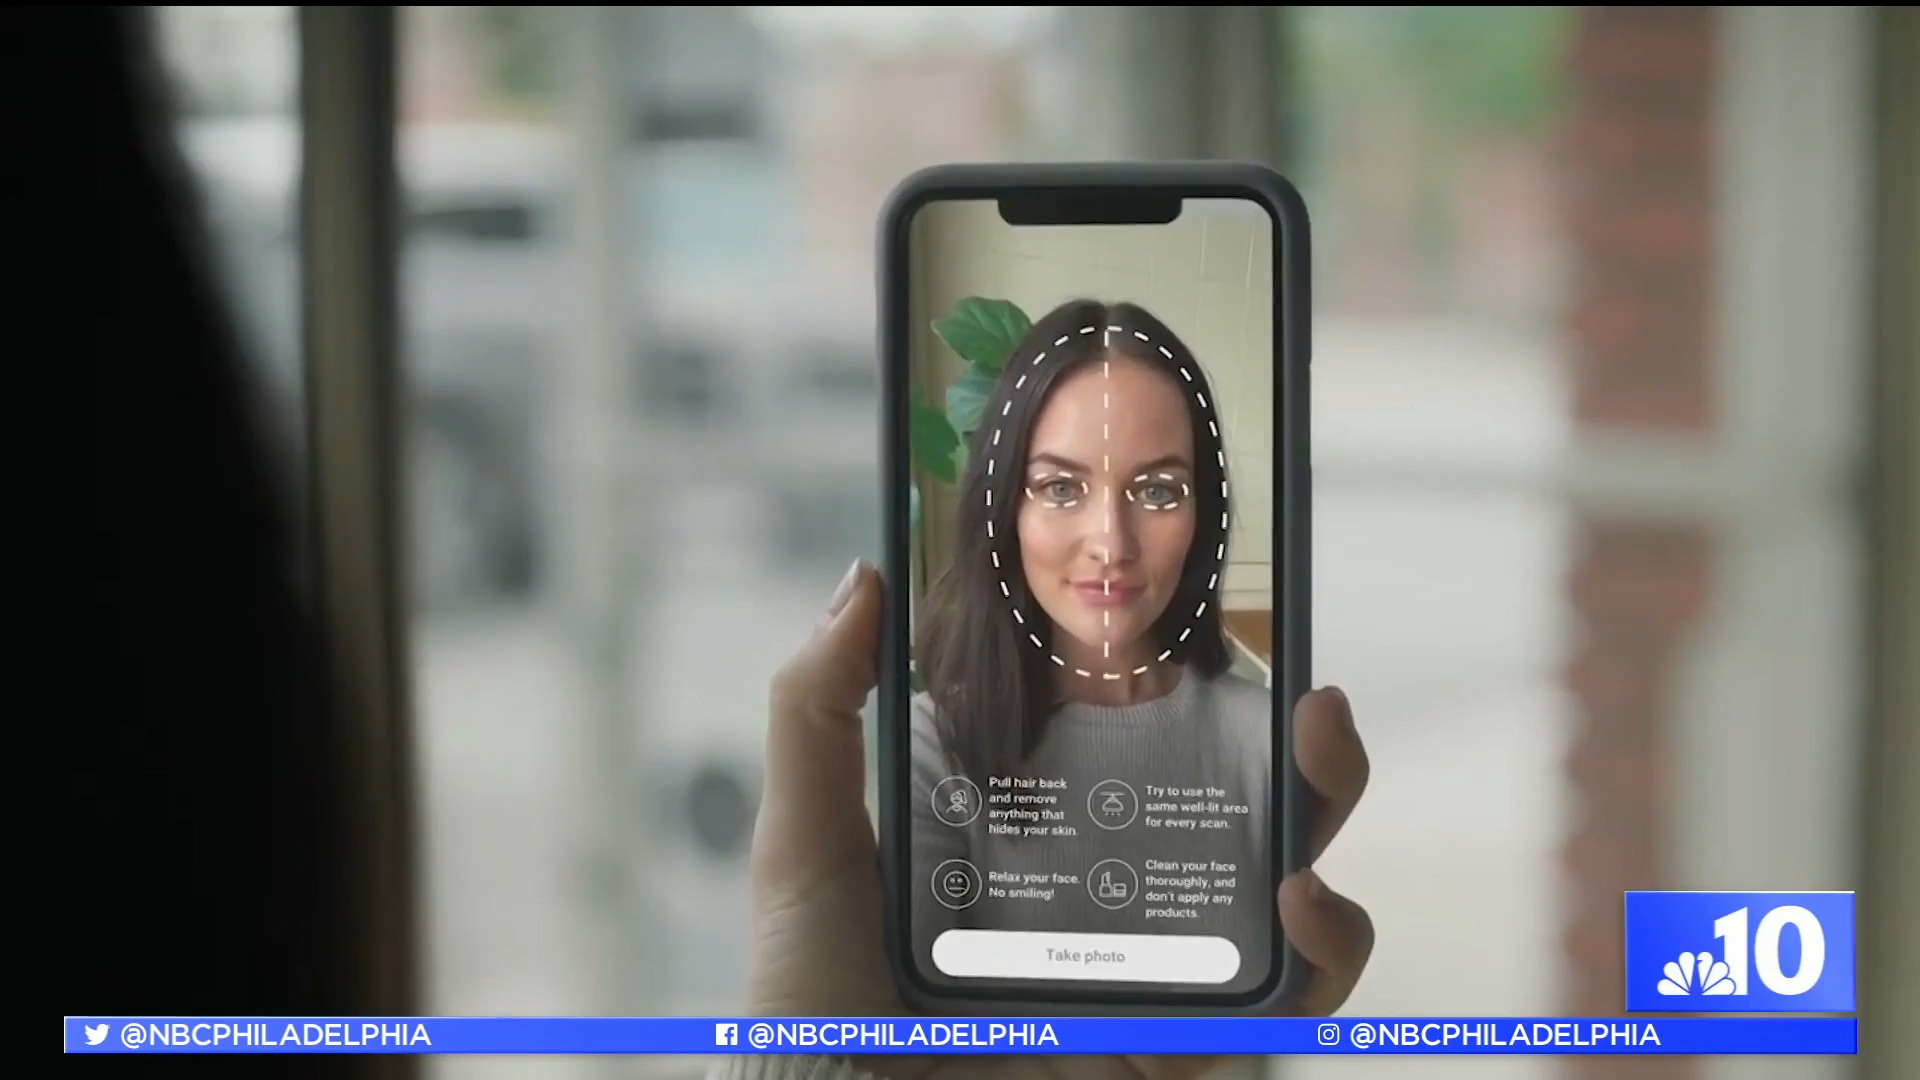 Pull hair back
and remove
anything that
hides your skin.
Try to use the
same well-lit area
for every scan.
Relax your face.
No smiling!
Clean your face
thoroughly, and
don't apply any
products.
Take photo
10
@NBCPHILADELPHIA
@NBCPHILADELPHIA
@NBCPHILADELPHIA